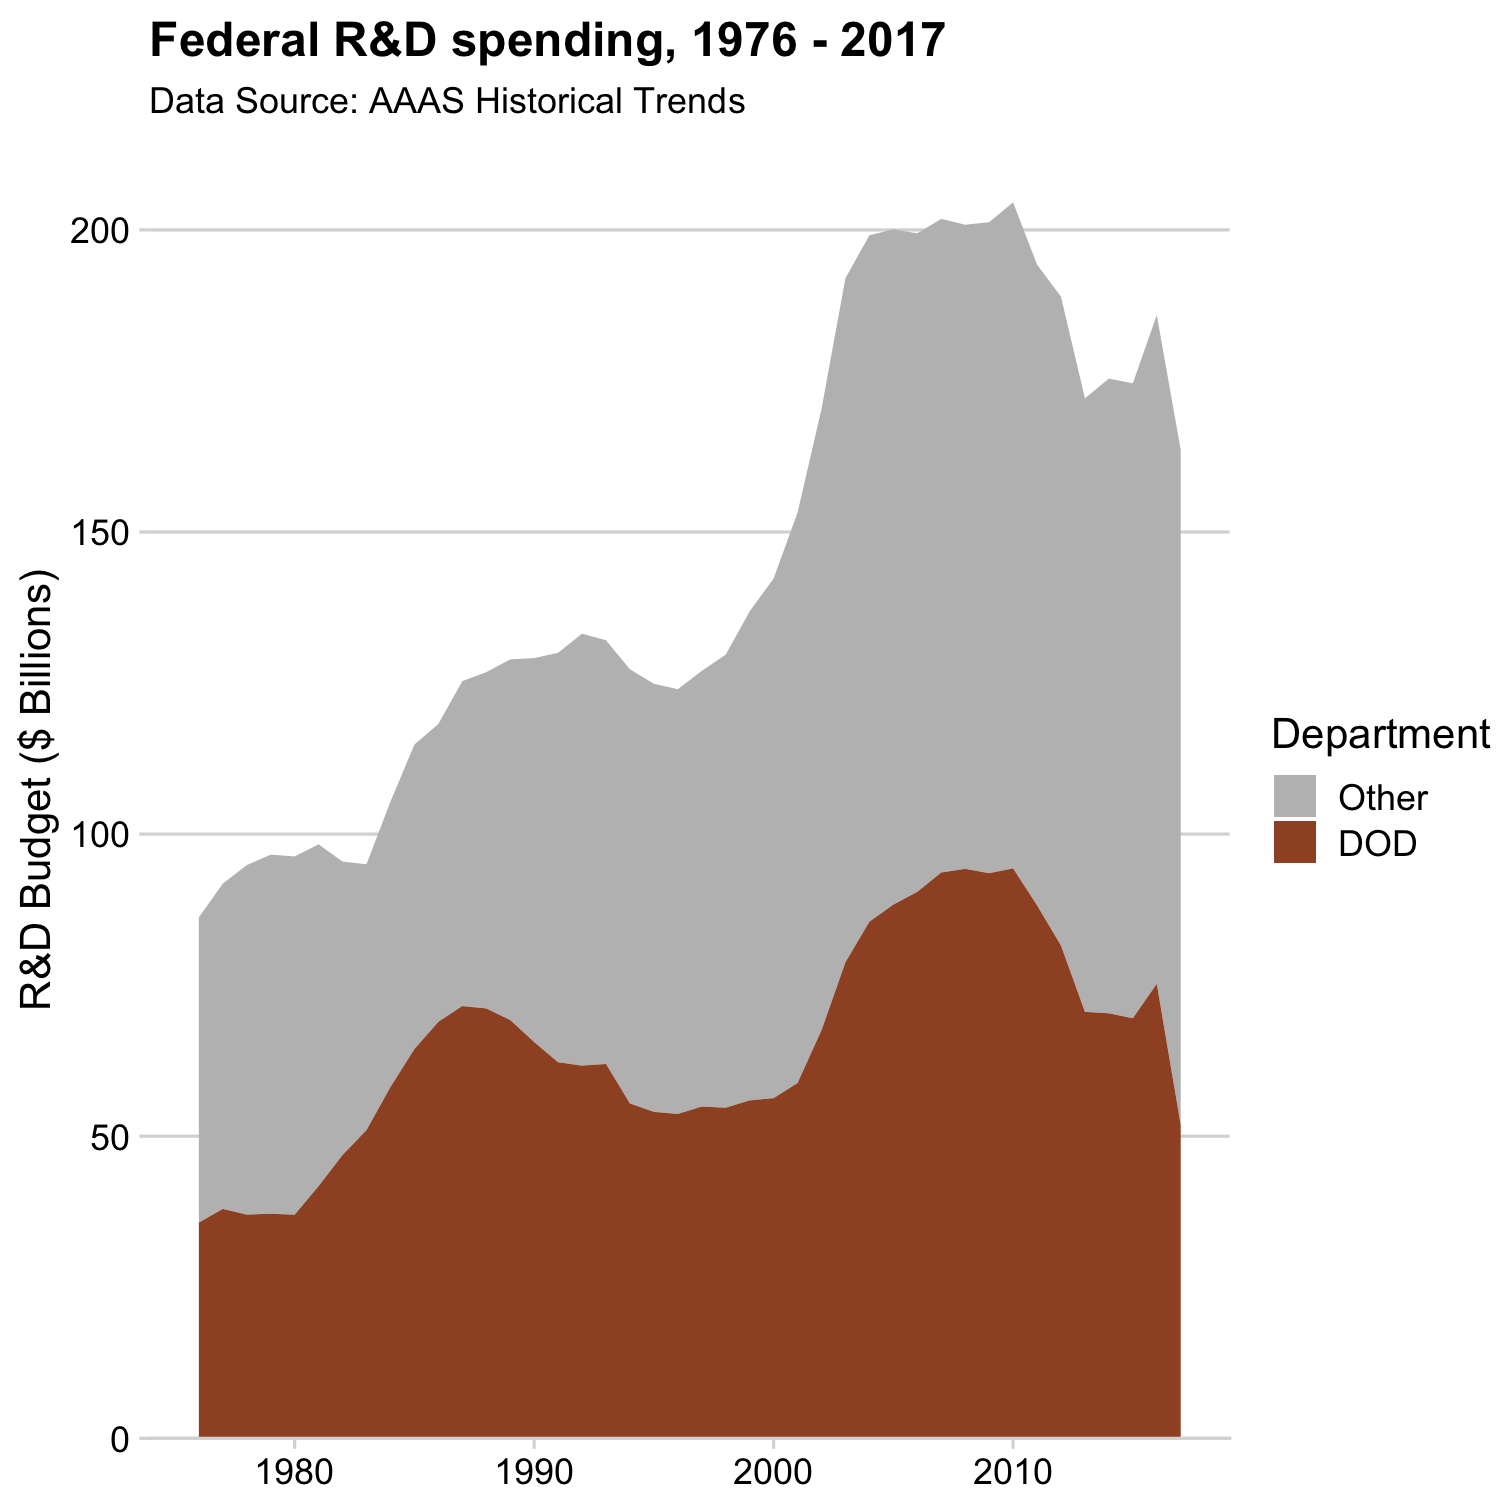 Federal R&D spending, 1976 - 2017
Data Source: AAAS Historical Trends
200
150
100
50
0
R&D Budget ($ Billions)
1980
1990
2000
2010
Department
Other
DOD